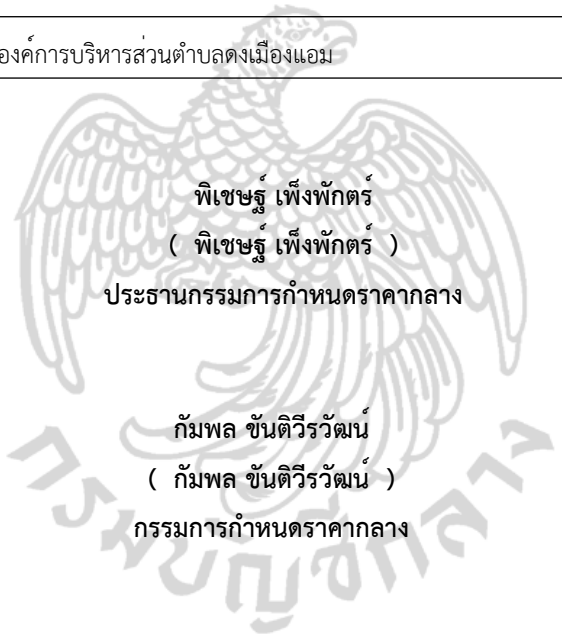 องค์การบริหารส่วนตำบลดงเมืองแอม
พิเชษฐ์ เพ็งพักตร์
( พิเชษฐ์ เพ็งพักตร์ )
ประธานกรรมการกำหนดราคากลาง
กัมพล ขันติวีรวัฒน์
( กัมพล ขันติวีรวัฒน์ )
กรรมการกำหนดราคากลาง
กรมบัญชีกลาง